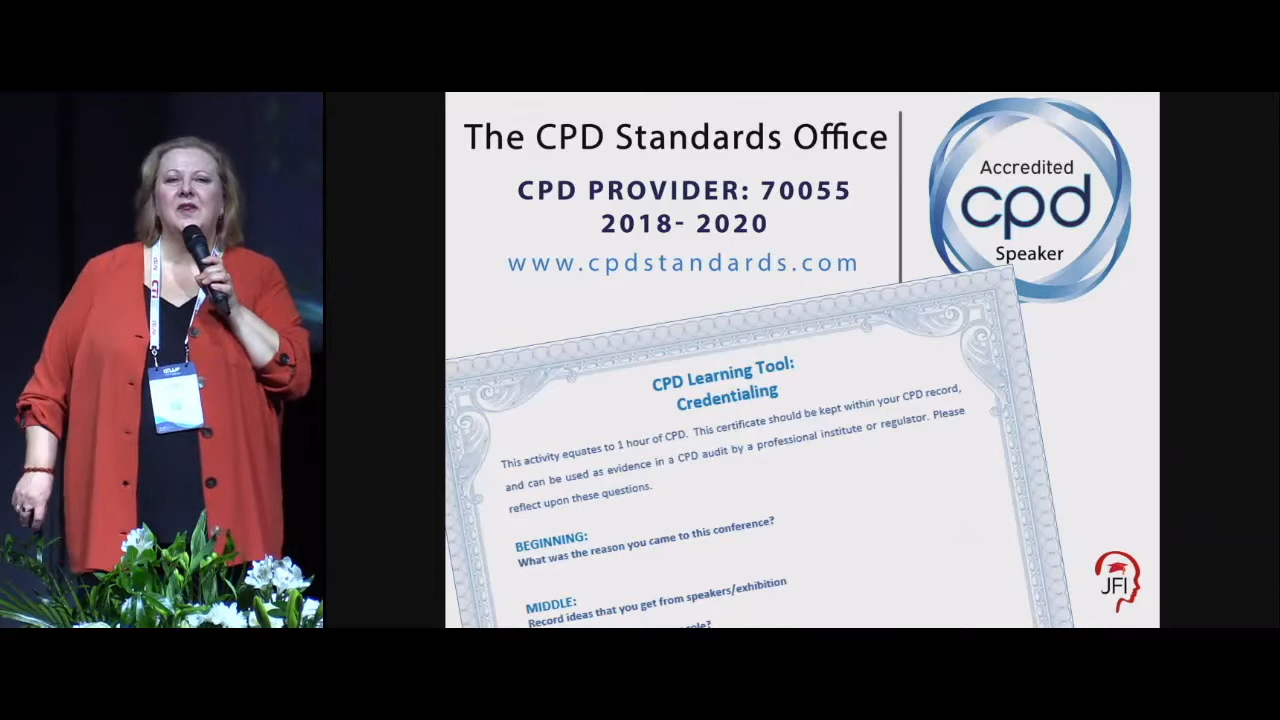 The CPD Standards Office
CPD PROVIDER: 70055
2018- 2020
www.cpdstandards.com
Accredited
cpd
Speaker
CPD Learning Tool:
Credentialing
This activity equates to 1 hour of CPD. This certificate should be kept within your CPD record,
and can be used as evidence in a CPD audit by a professional institute or regulator. Please
reflect upon these questions.
BEGINNING:
What was the reason you came to this conference?
MIDDLE:
Record ideas that you get from speakers/exhibition
JFI